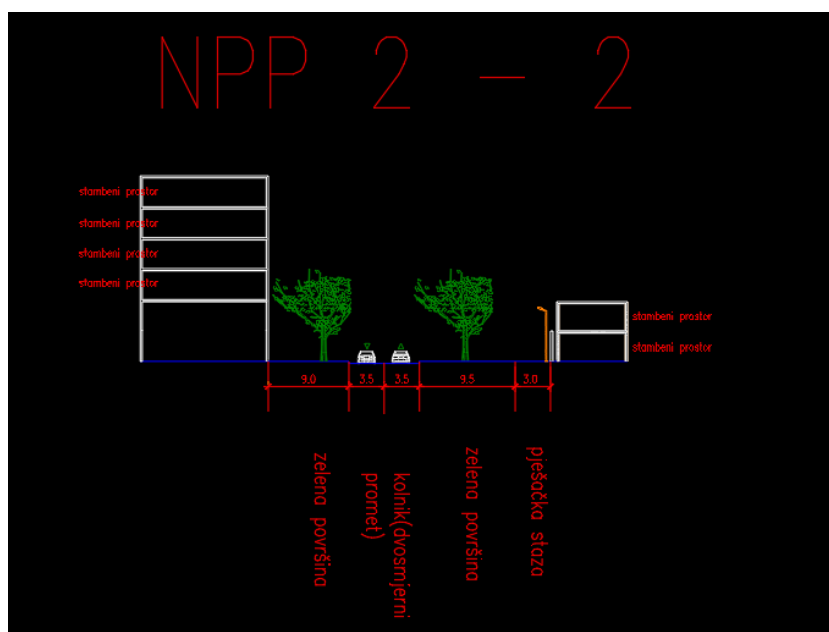 NPP 2 - 2
stambeni prostor
stambeni prostor
stambeni prostor
stambeni prostor
stambeni prostor
stambeni prostor
9.0 3.5 3.5 9.5 3.0
zelena površina
kolnik(dvosmjerni
promet)
zelena površina
pješačka staza